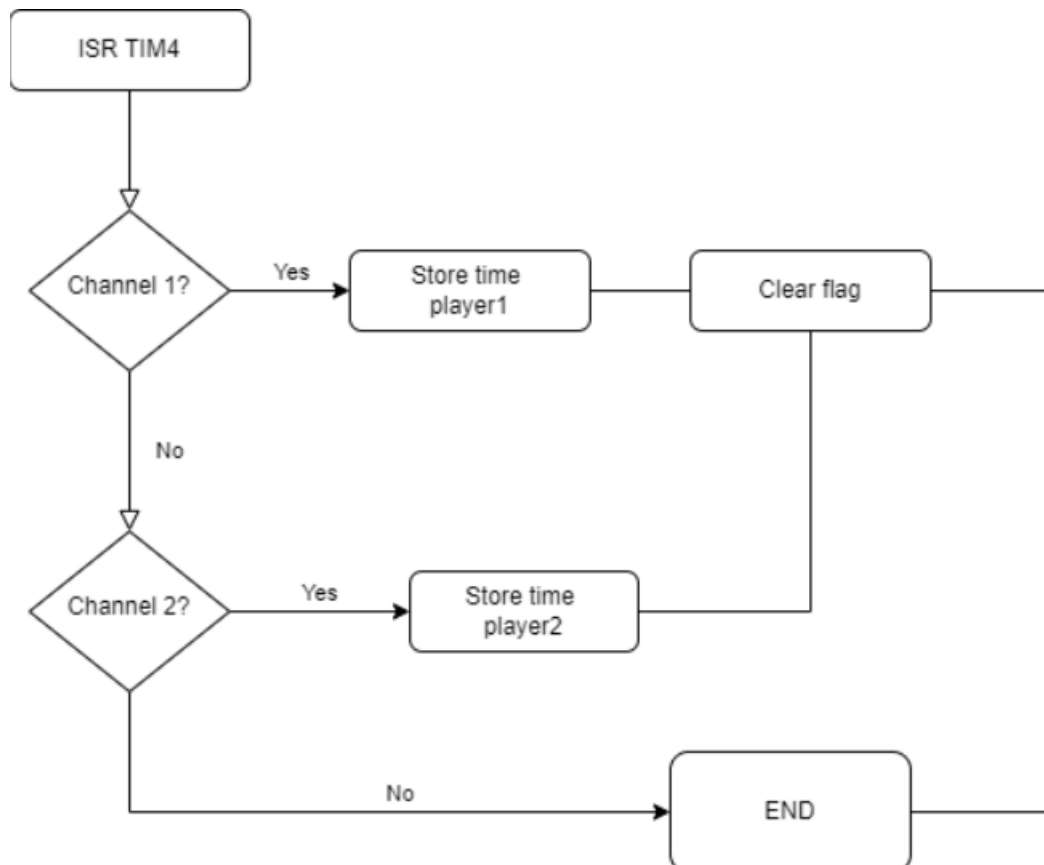 ISR TIM4
Channel 1?
Yes
Store time
player1
Clear flag
No
Channel 2?
Yes
Store time
player2
No
END